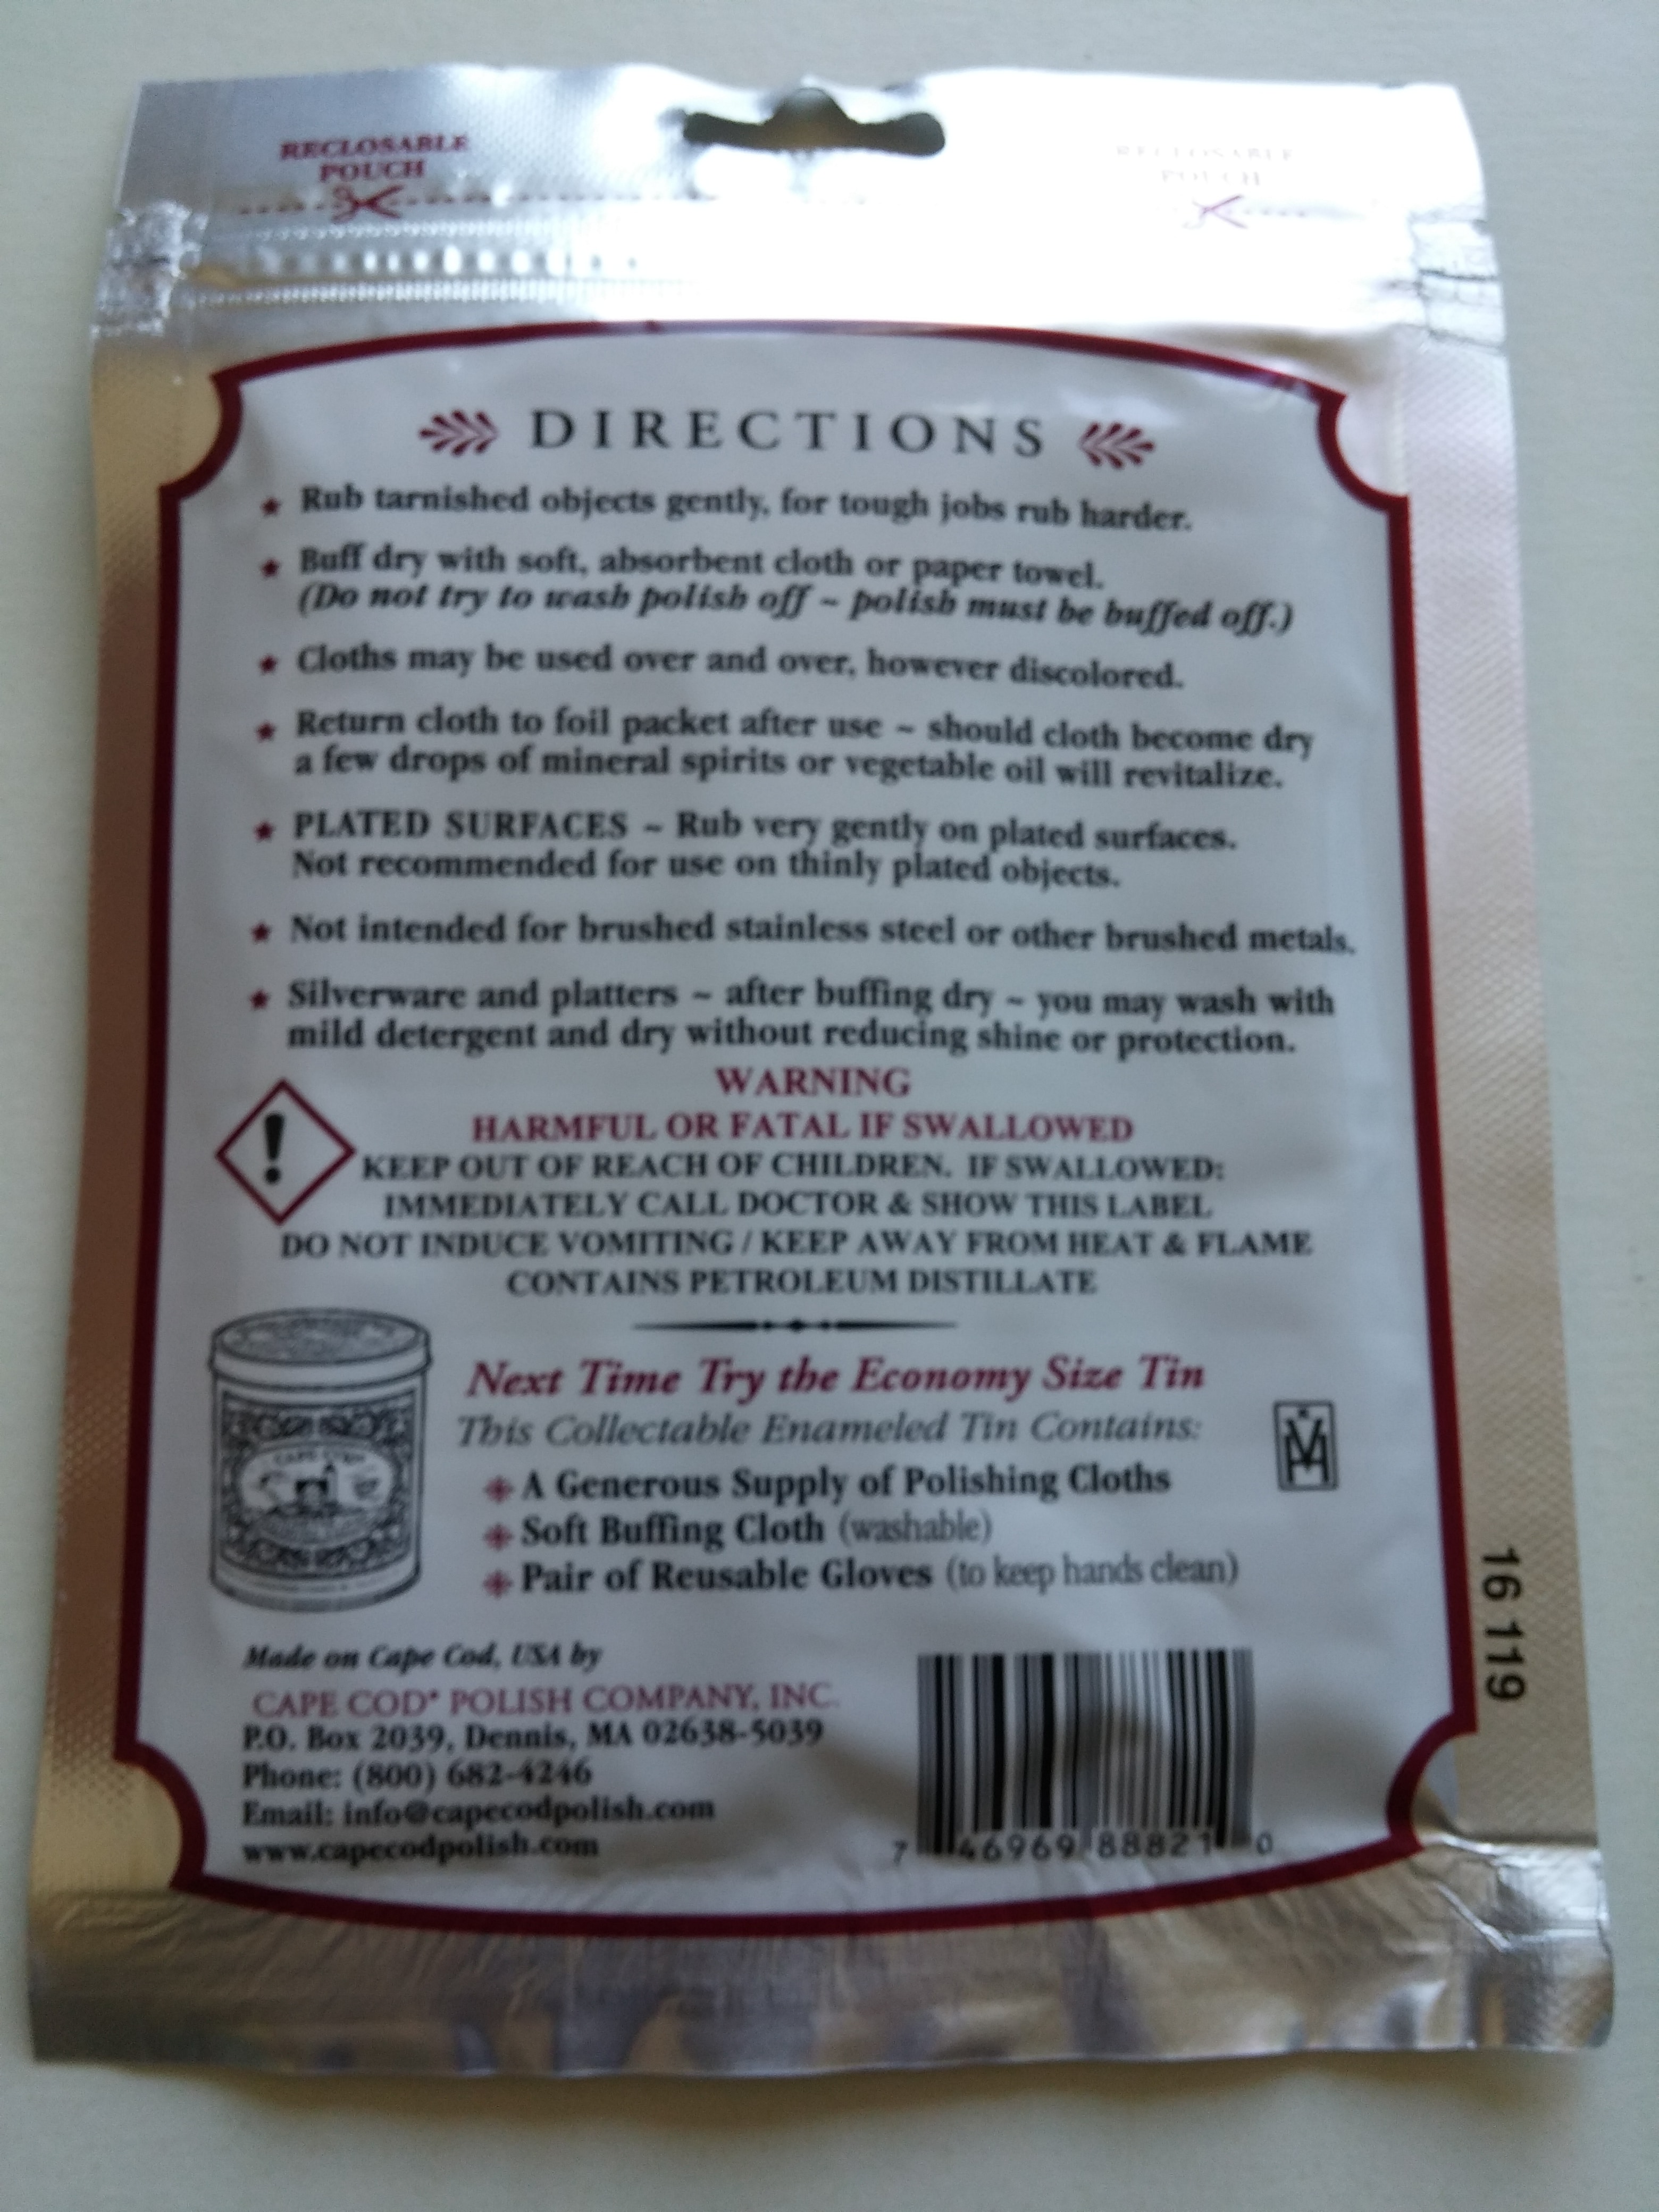 RECLOSABLE
POUCH
RECLOSABLE
POUCH
DIRECTIONS
Rub tarnished objects gently, for tough jobs rub harder.
Buff dry with soft, absorbent cloth or paper towel.
(Do not try to wash polish off ~ polish must be buffed off.)
Cloths may be used over and over, however discolored.
Return cloth to foil packet after use ~ should cloth become dry
a few drops of mineral spirits or vegetable oil will revitalize.
PLATED SURFACES ~ Rub very gently on plated surfaces.
Not recommended for use on thinly plated objects.
Not intended for brushed stainless steel or other brushed metals.
Silverware and platters ~ after buffing dry ~ you may wash with
mild detergent and dry without reducing shine or protection.
WARNING
HARMFUL OR FATAL IF SWALLOWED
KEEP OUT OF REACH OF CHILDREN. IF SWALLOWED:
IMMEDIATELY CALL DOCTOR & SHOW THIS LABEL
DO NOT INDUCE VOMITING / KEEP AWAY FROM HEAT & FLAME
CONTAINS PETROLEUM DISTILLATE
Next Time Try the Economy Size Tin
This Collectable Enameled Tin Contains:
A Generous Supply of Polishing Cloths
Soft Buffing Cloth (washable)
Pair of Reusable Gloves (to keep hands clean)
CAPE COD
Made on Cape Cod, USA by
CAPE COD® POLISH COMPANY, INC.
P.O. Box 2039, Dennis, MA 02638-5039
Phone: (800) 682-4246
Email: info@capecodpolish.com
www.capecodpolish.com
7 46969 88821 0
16 119